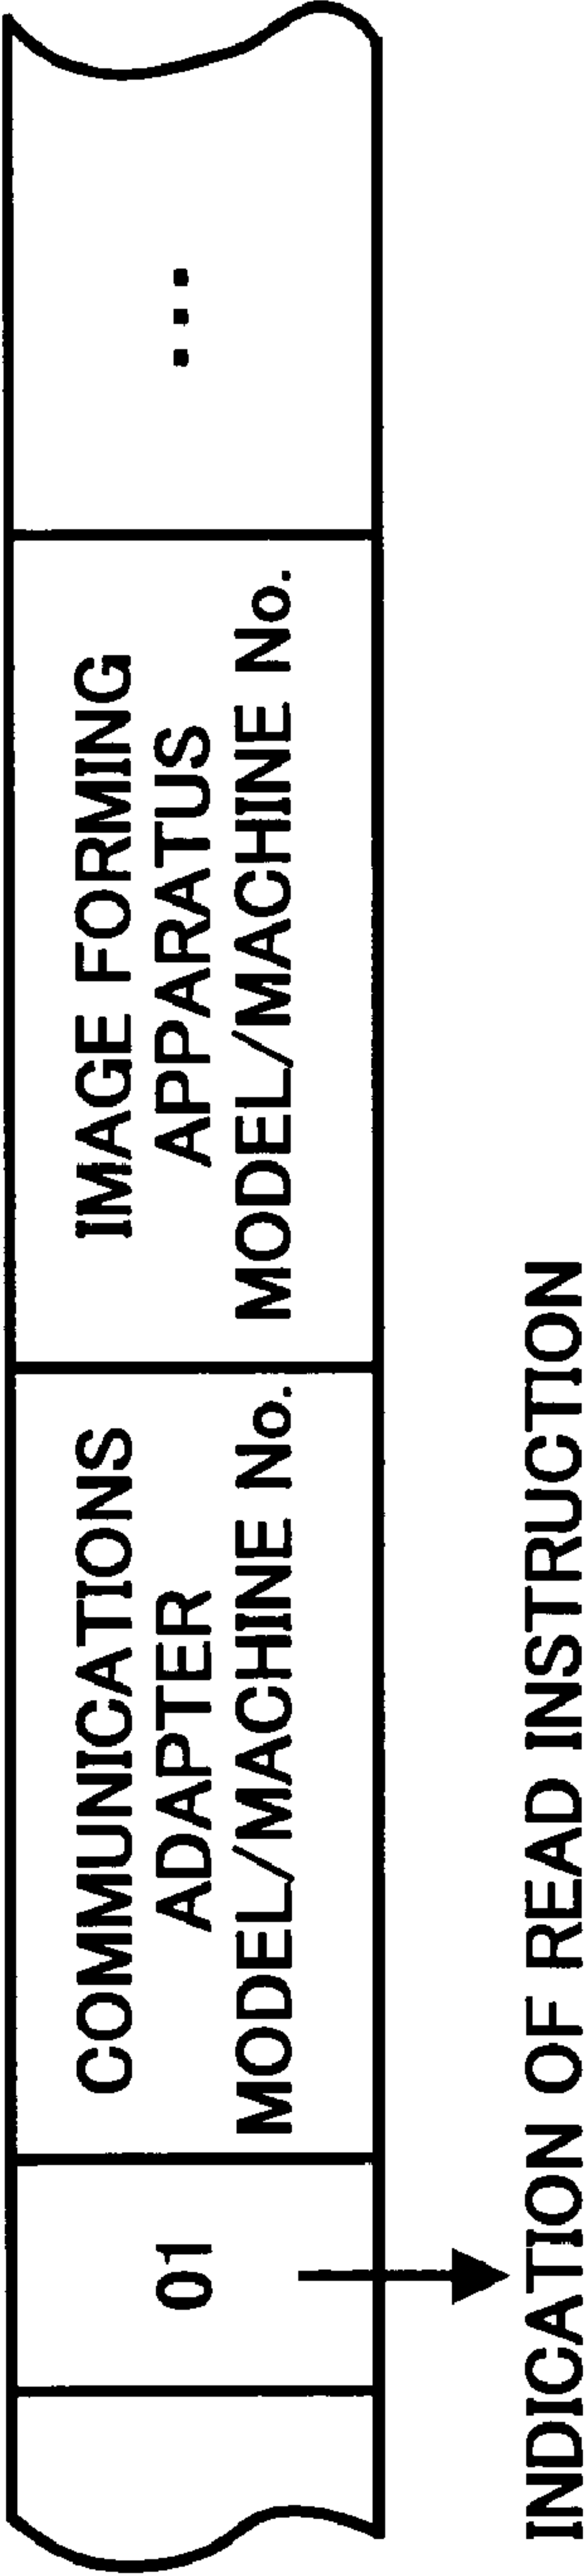 01
COMMUNICATIONS
ADAPTER
MODEL/MACHINE No.
IMAGE FORMING
APPARATUS
MODEL/MACHINE No.
...
INDICATION OF READ INSTRUCTION